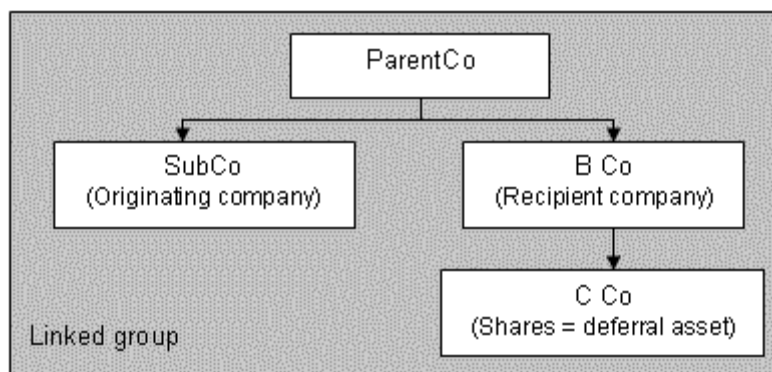 ParentCo
SubCo
(Originating company)
B Co
(Recipient company)
C Co
(Shares = deferral asset)
Linked group